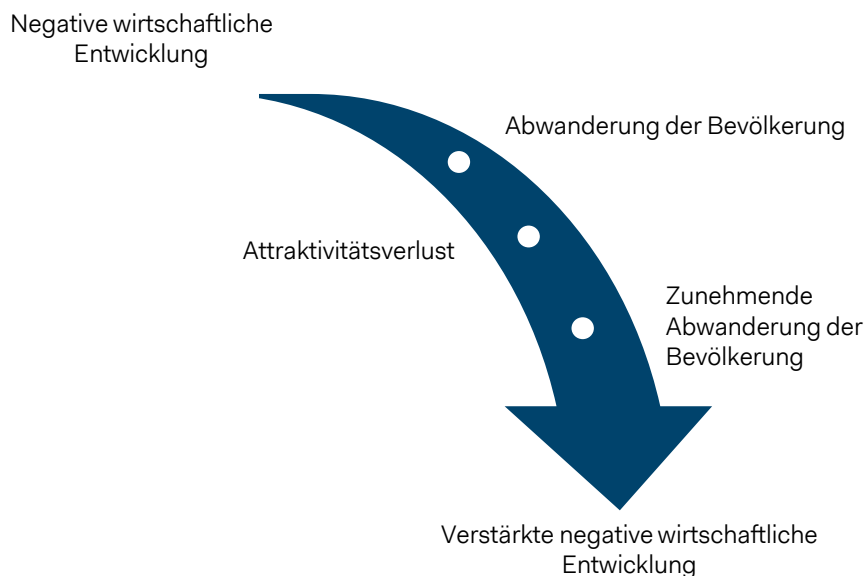 Negative wirtschaftliche
Entwicklung
Abwanderung der Bevölkerung
Attraktivitätsverlust
Zunehmende
Abwanderung der
Bevölkerung
Verstärkte negative wirtschaftliche
Entwicklung